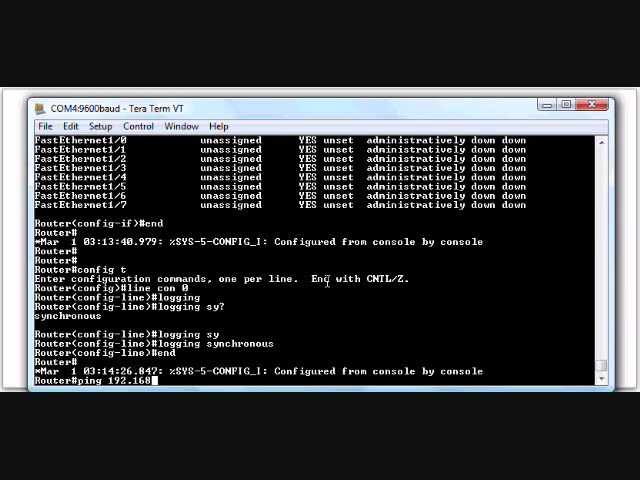 COM4:9600baud - Tera Term VT
File Edit Setup Control Window Help
FastEthernet1/0 unassigned YES unset administratively down down
FastEthernet1/1 unassigned YES unset administratively down down
FastEthernet1/2 unassigned YES unset administratively down down
FastEthernet1/3 unassigned YES unset administratively down down
FastEthernet1/4 unassigned YES unset administratively down down
FastEthernet1/5 unassigned YES unset administratively down down
FastEthernet1/6 unassigned YES unset administratively down down
FastEthernet1/7 unassigned YES unset administratively down down
Router(config-if)#end
Router#
*Mar 1 03:13:40.979: %SYS-5-CONFIG_I: Configured from console by console
Router#
Router#
Router#config t
Enter configuration commands, one per line. End with CNTL/Z.
Router(config)#line con 0
Router(config-line)#logging
Router(config-line)#logging sy?
synchronous
Router(config-line)#logging sy
Router(config-line)#logging synchronous
Router(config-line)#end
Router#
*Mar 1 03:14:26.847: %SYS-5-CONFIG_I: Configured from console by console
Router#ping 192.168